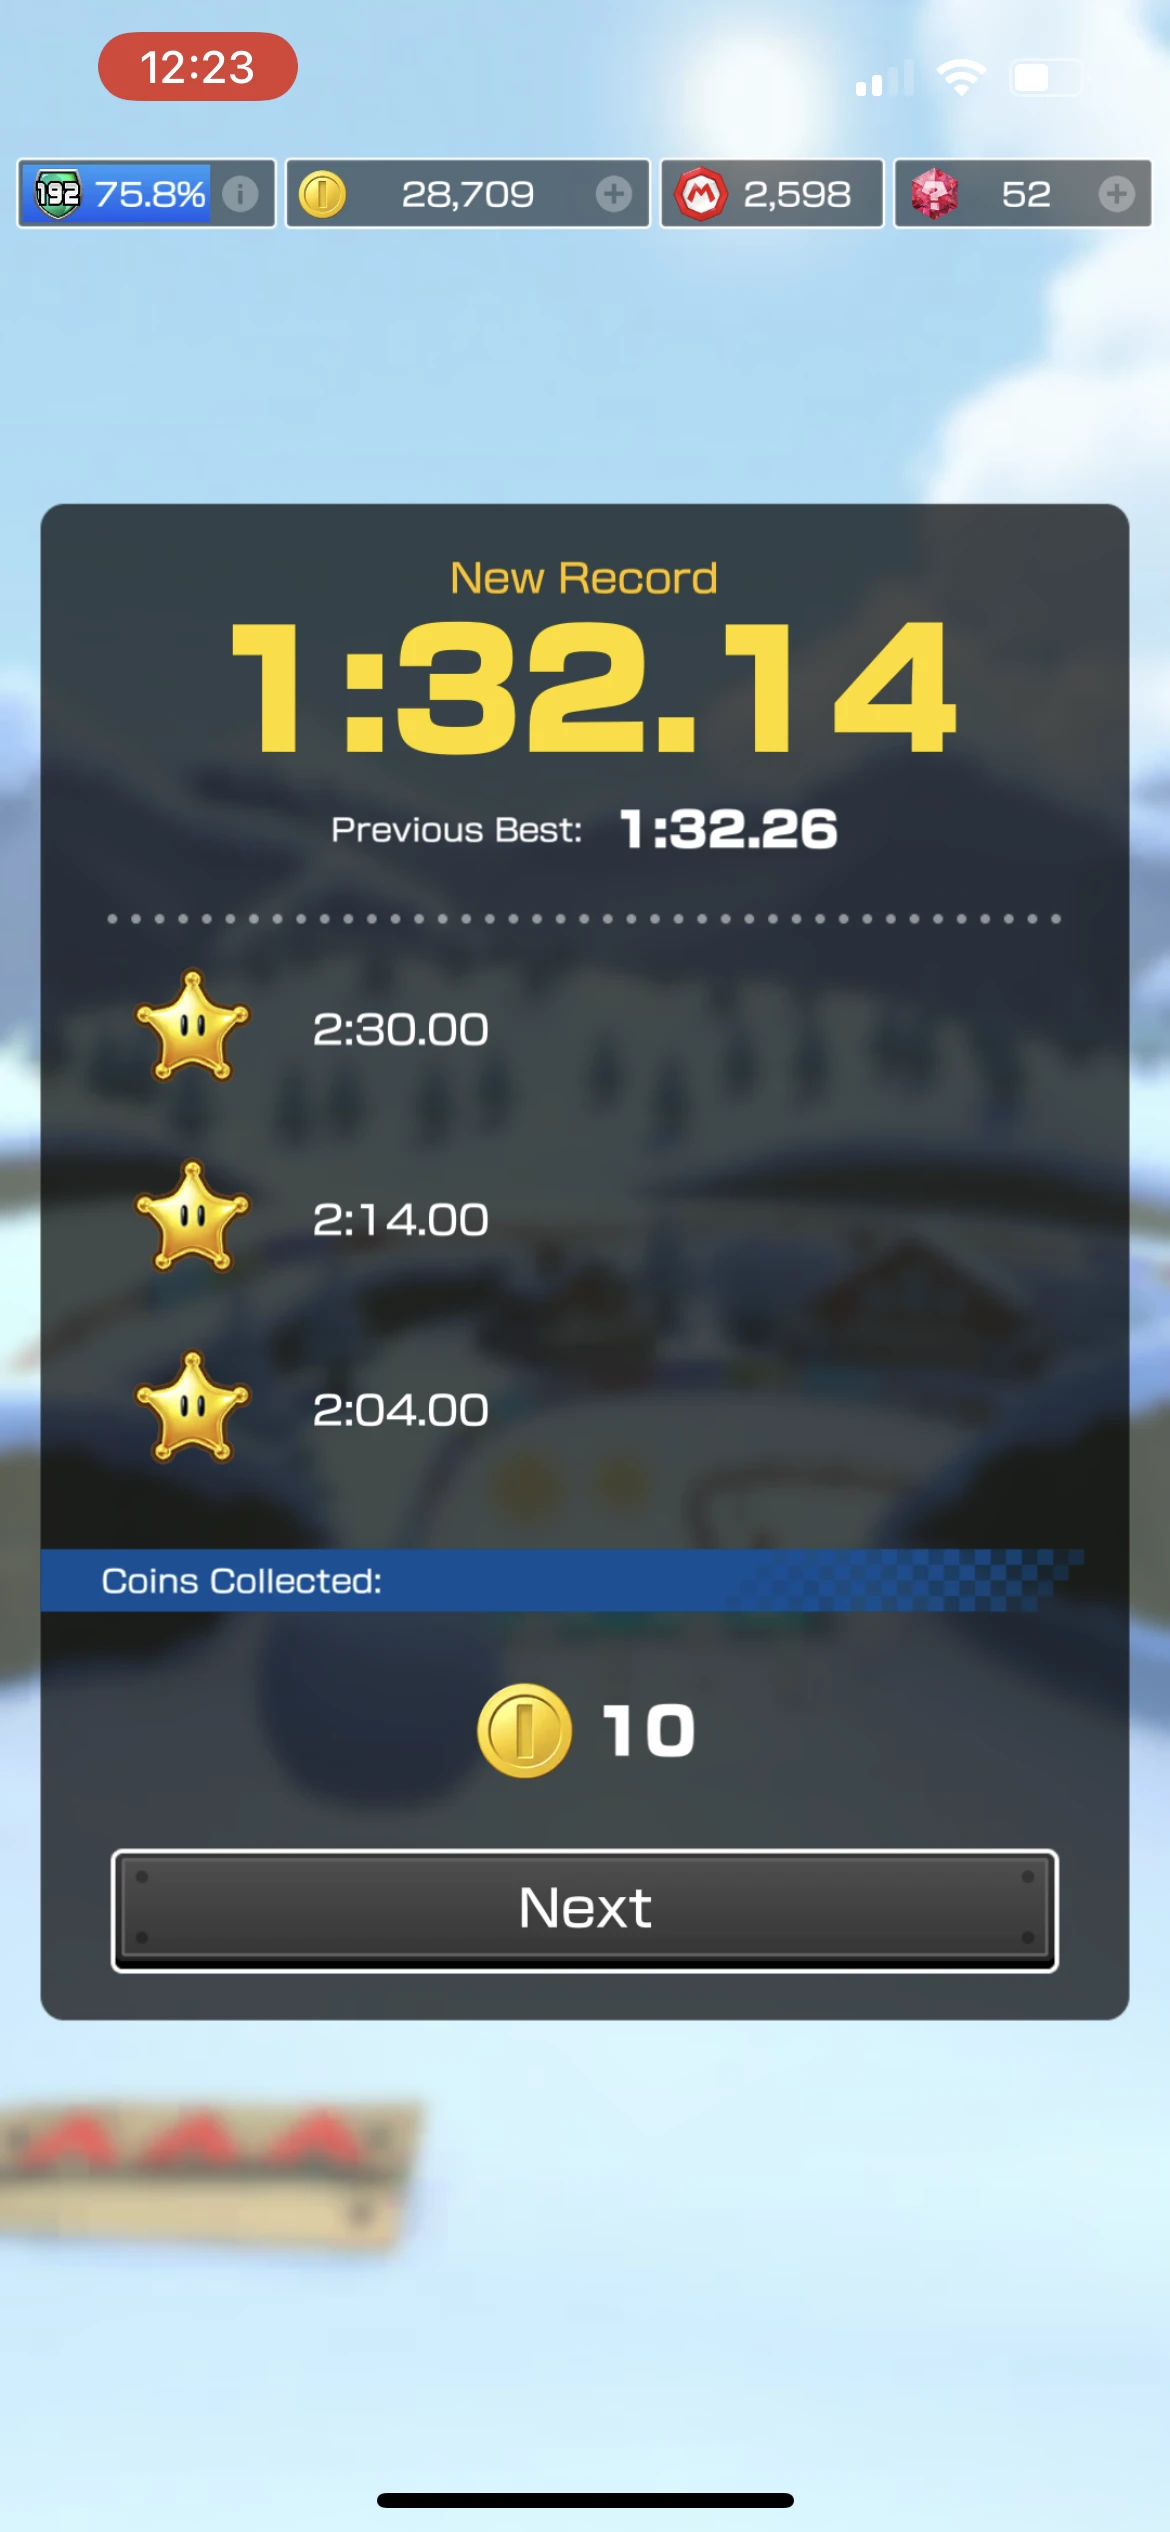 12:23
192 75.8% i 28,709 + M 2,598 ? 52 +
New Record
1:32.14
Previous Best: 1:32.26
2:30.00
2:14.00
2:04.00
Coins Collected:
10
Next